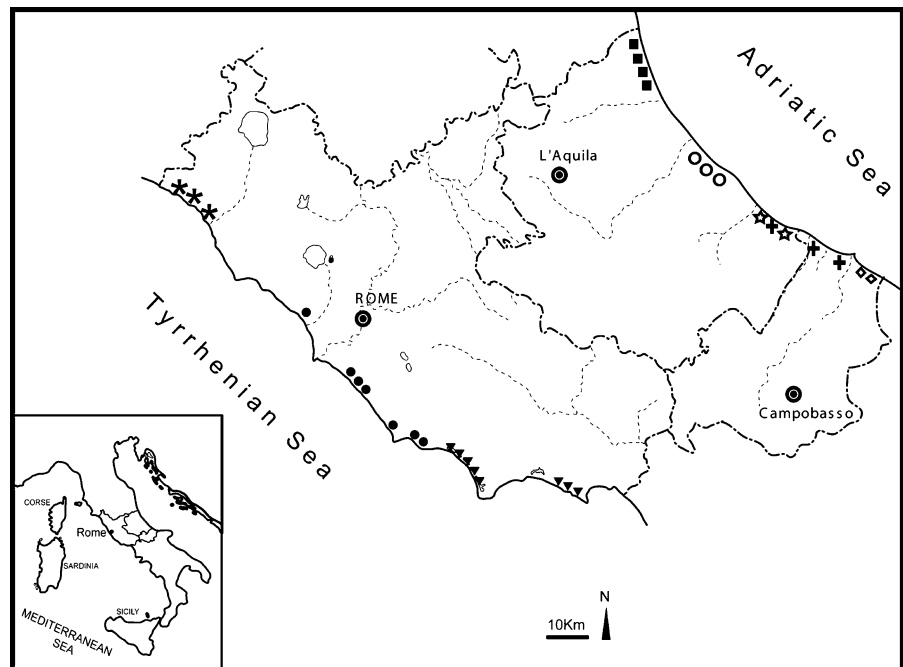 Adriatic Sea
L'Aquila
ROME
Tyrrhenian Sea
Campobasso
CORSE
Rome
SARDINIA
SICILY
MEDITERRANEAN
SEA
N
10Km